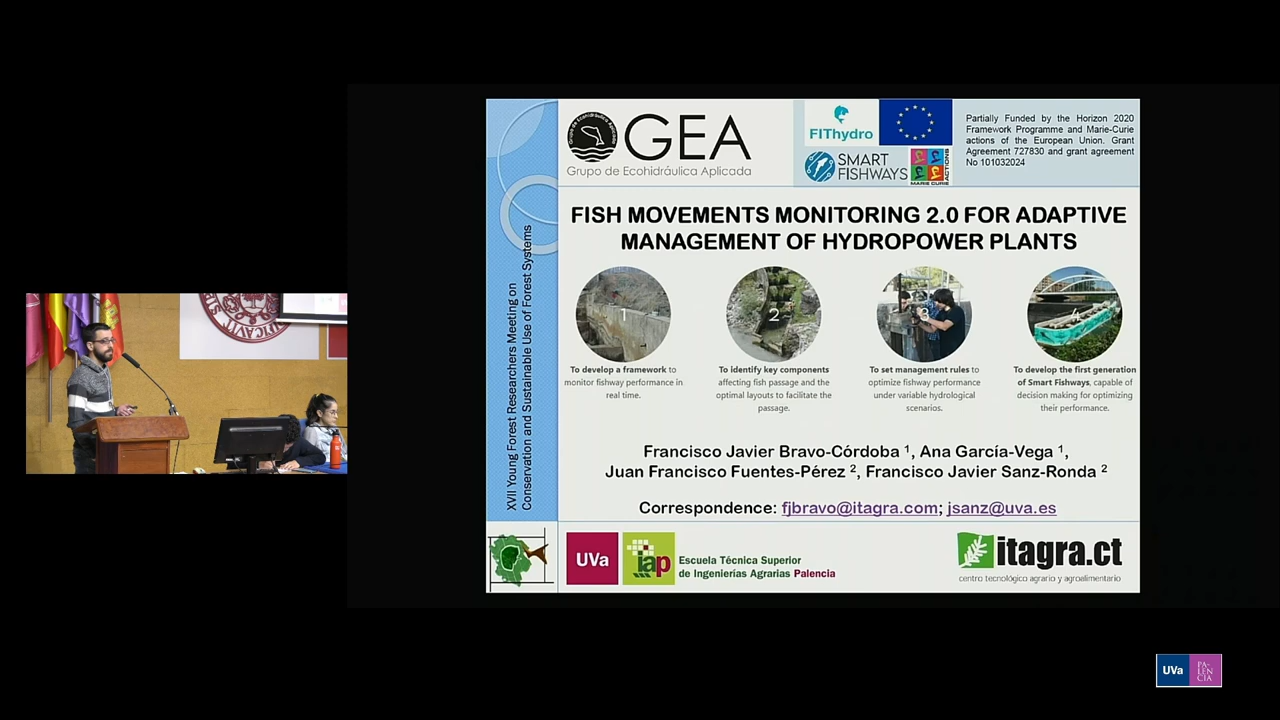 GEA
Grupo de Ecohidráulica Aplicada
FIThydro
SMART
FISHWAYS
MARIE CURIE
ACTIONS
Partially Funded by the Horizon 2020
Framework Programme and Marie-Curie
actions of the European Union. Grant
Agreement 727830 and grant agreement
No 101032024
XVII Young Forest Researchers Meeting on
Conservation and Sustainable Use of Forest Systems
FISH MOVEMENTS MONITORING 2.0 FOR ADAPTIVE
MANAGEMENT OF HYDROPOWER PLANTS
1
To develop a framework to
monitor fishway performance in
real time.
2
To identify key components
affecting fish passage and the
optimal layouts to facilitate the
passage.
3
To set management rules to
optimize fishway performance
under variable hydrological
scenarios.
4
To develop the first generation
of Smart Fishways, capable of
decision making for optimizing
their performance.
Francisco Javier Bravo-Córdoba 1, Ana García-Vega 1,
Juan Francisco Fuentes-Pérez 2, Francisco Javier Sanz-Ronda 2
Correspondence: fjbravo@itagra.com; jsanz@uva.es
UVa
iap
Escuela Técnica Superior
de Ingenierías Agrarias Palencia
itagra.ct
centro tecnológico agrario y agroalimentario
UVa
PA-
LEN
CIA